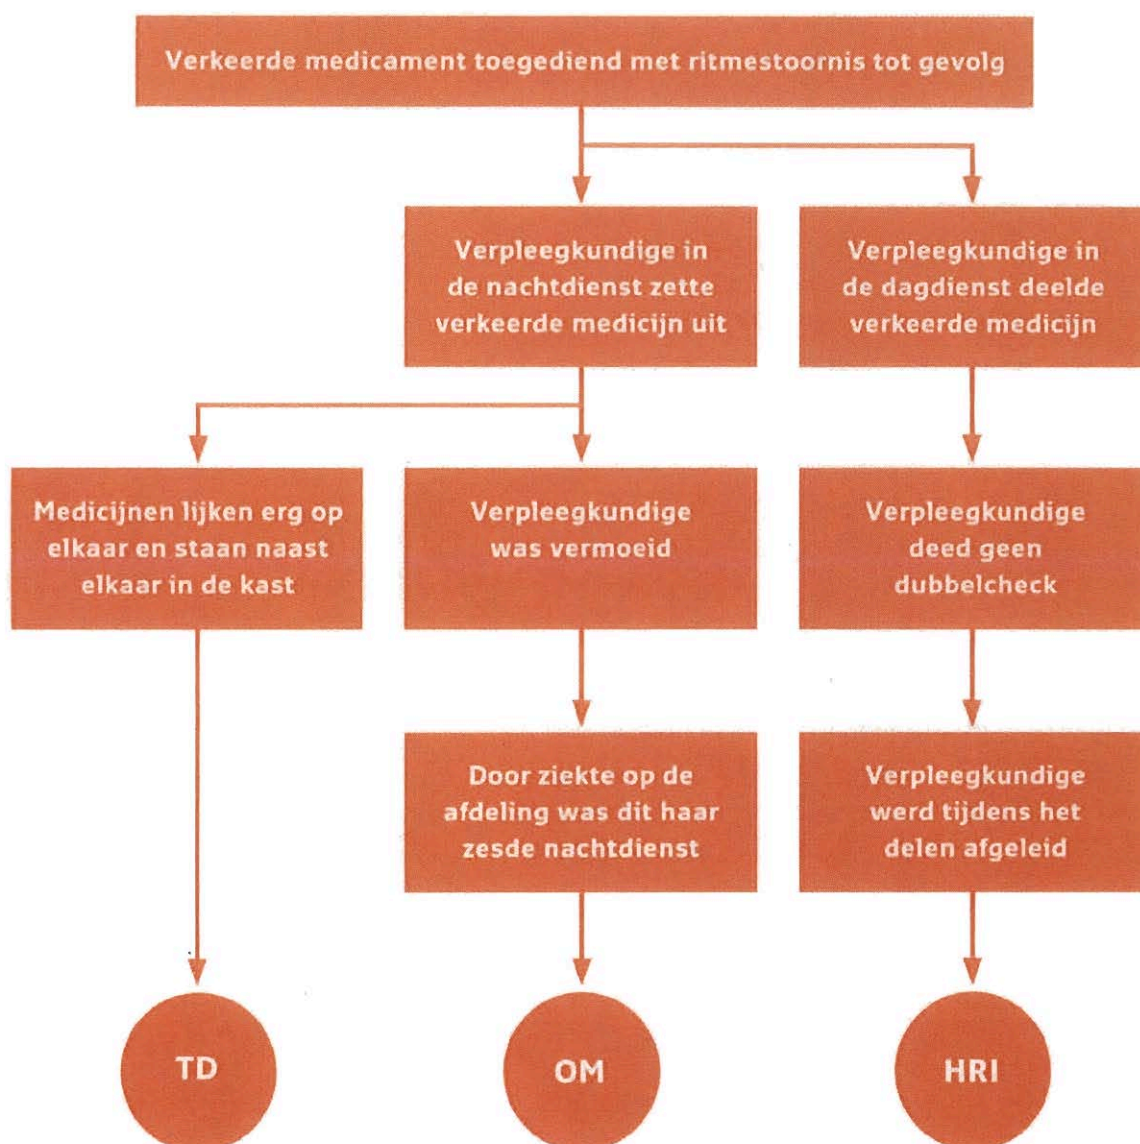 Verkeerde medicament toegediend met ritmestoornis tot gevolg
Verpleegkundige in
de nachtdienst zette
verkeerde medicijn uit
Verpleegkundige in
de dagdienst deelde
verkeerde medicijn
Medicijnen lijken erg op
elkaar en staan naast
elkaar in de kast
Verpleegkundige
was vermoeid
Verpleegkundige
deed geen
dubbelcheck
Door ziekte op de
afdeling was dit haar
zesde nachtdienst
Verpleegkundige
werd tijdens het
delen afgeleid
TD
OM
HRI